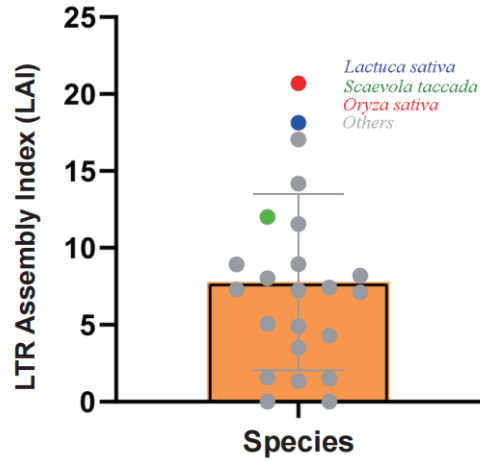 25
20
15
10
5
0
LTR Assembly Index (LAI)
Lactuca sativa
Scaevola taccada
Oryza sativa
Others
Species